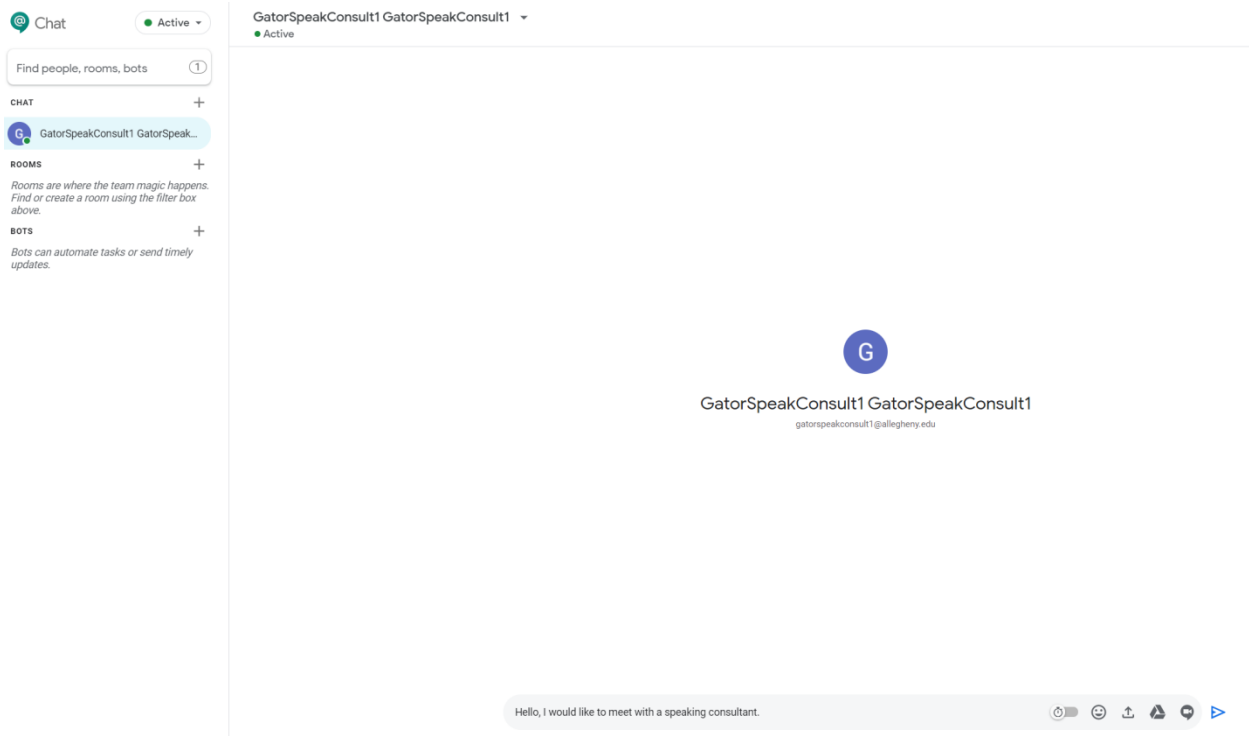 Chat
Active
GatorSpeakConsult1 GatorSpeakConsult1
Active
Find people, rooms, bots
1
CHAT
G
GatorSpeakConsult1 GatorSpeak...
ROOMS
Rooms are where the team magic happens.
Find or create a room using the filter box
above.
BOTS
Bots can automate tasks or send timely
updates.
G
GatorSpeakConsult1 GatorSpeakConsult1
gatorspeakconsult1@allegheny.edu
Hello, I would like to meet with a speaking consultant.